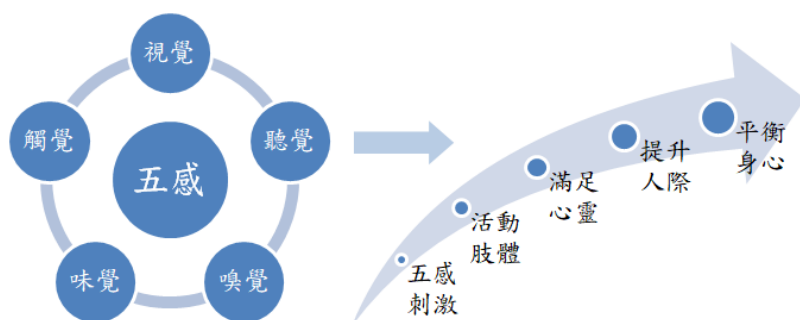 視覺
聽覺
嗅覺
味覺
觸覺
五感
五感
刺激
活動
肢體
滿足
心靈
提升
人際
平衡
身心